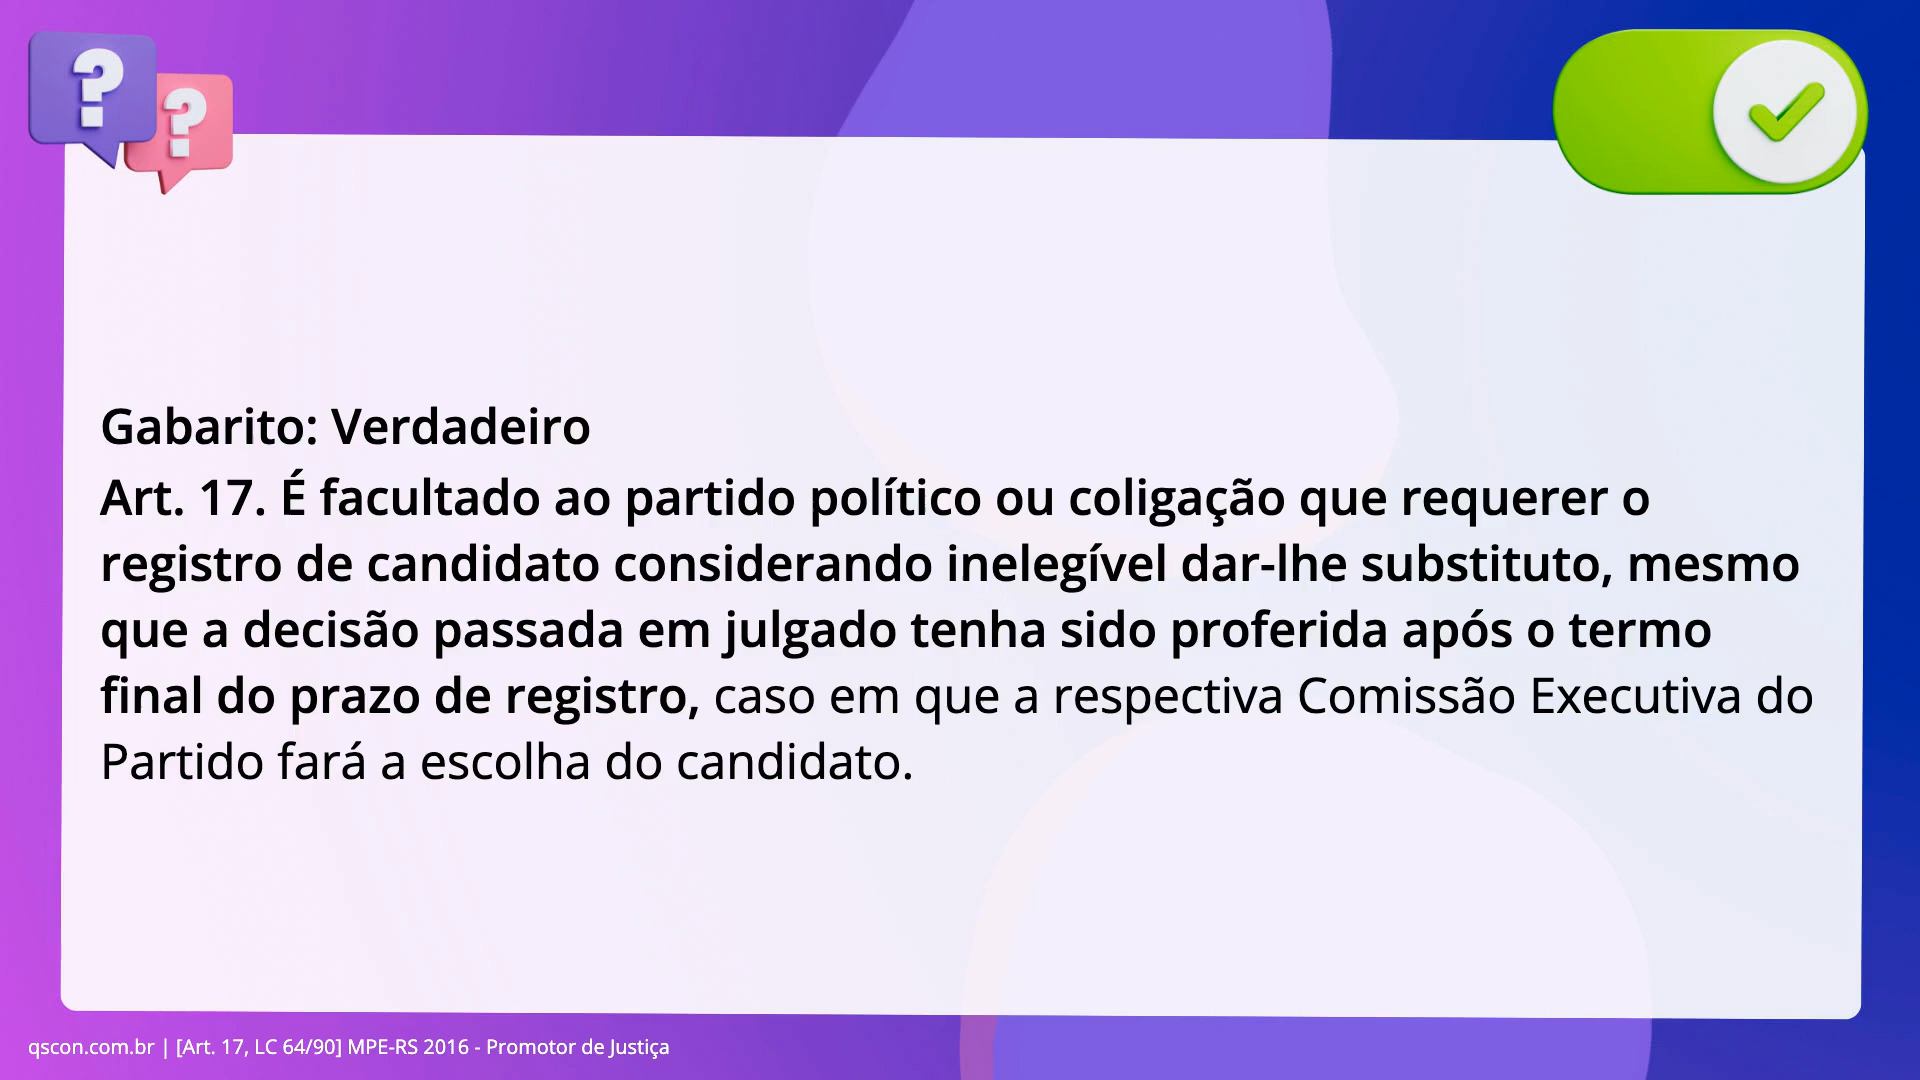 ?
?
Gabarito: Verdadeiro
Art. 17. É facultado ao partido político ou coligação que requerer o
registro de candidato considerando inelegível dar-lhe substituto, mesmo
que a decisão passada em julgado tenha sido proferida após o termo
final do prazo de registro, caso em que a respectiva Comissão Executiva do
Partido fará a escolha do candidato.
qscon.com.br | [Art. 17, LC 64/90] MPE-RS 2016 - Promotor de Justiça